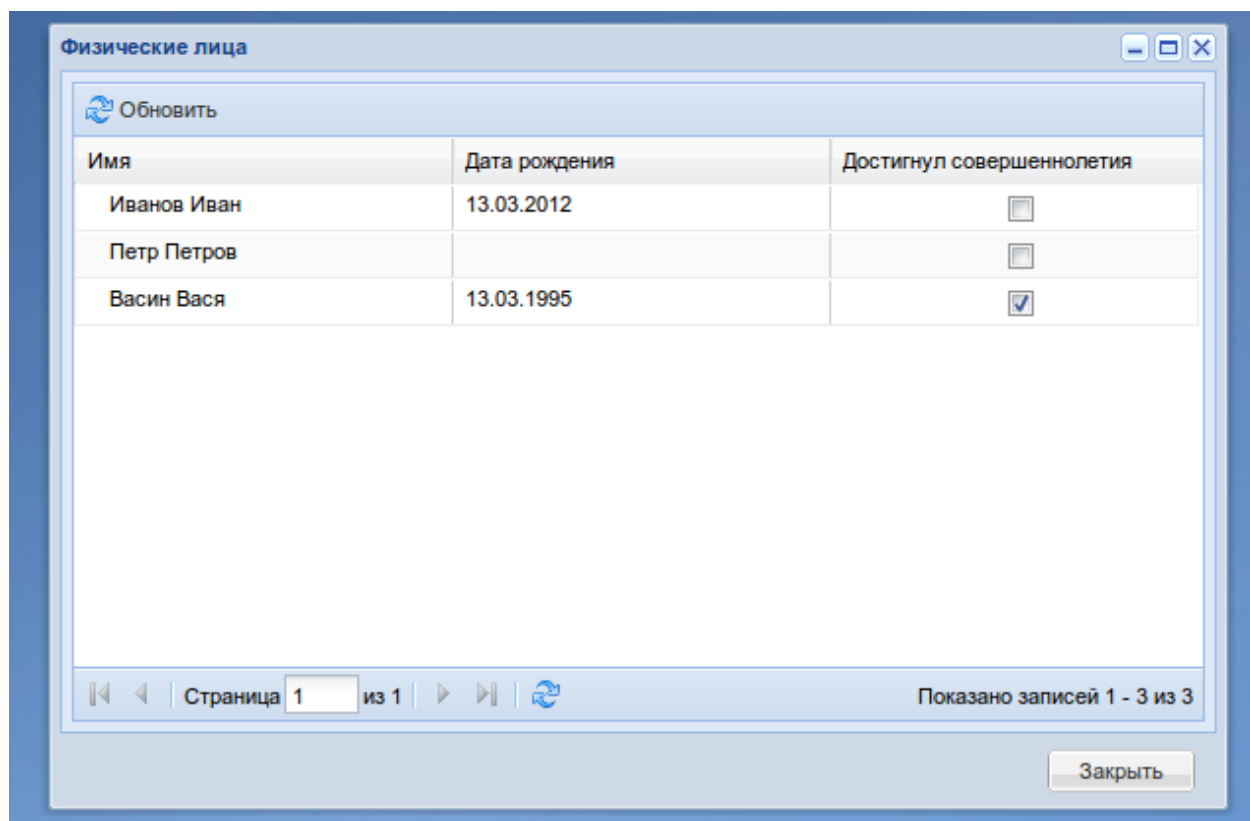 Физические лица
Обновить
Имя Дата рождения Достигнул совершеннолетия
Иванов Иван 13.03.2012
Петр Петров
Васин Вася 13.03.1995
Страница 1 из 1 Показано записей 1 - 3 из 3
Закрыть